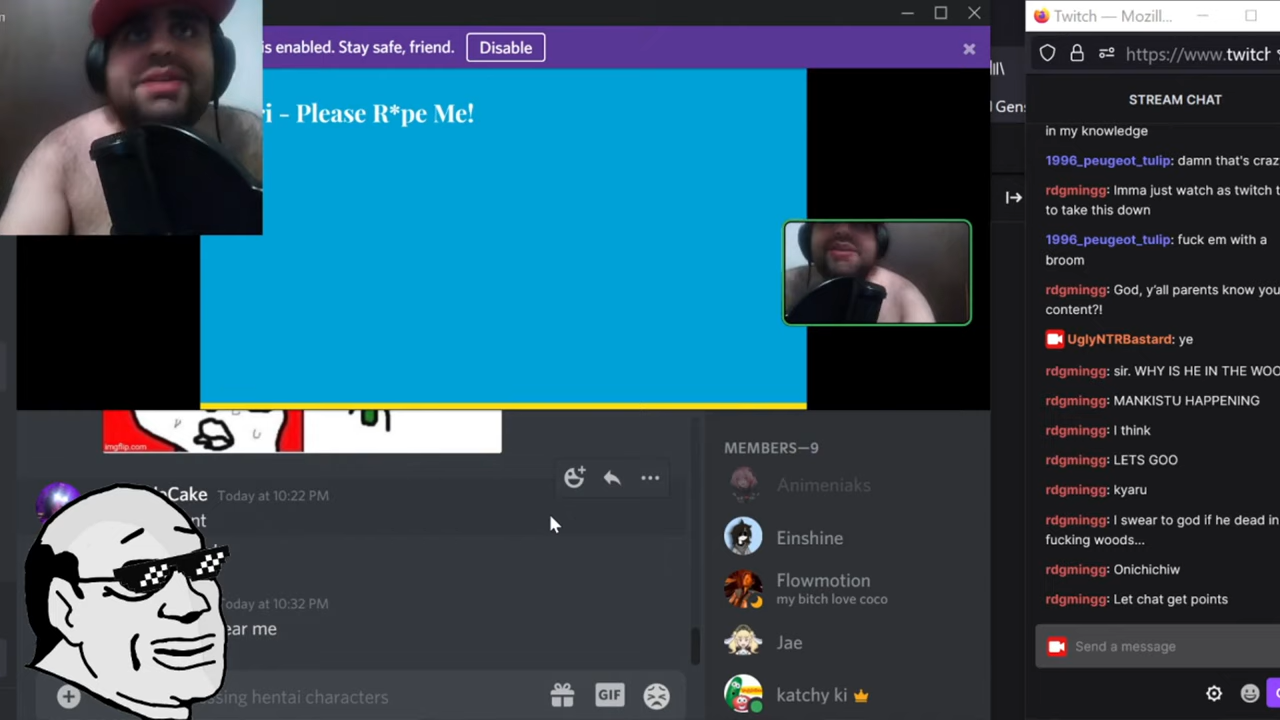 is enabled. Stay safe, friend.
Disable
ri - Please R*pe Me!
imgflip.com
Cake Today at 10:22 PM
nt
Today at 10:32 PM
ear me
sing hentai characters
GIF
MEMBERS—9
Animeniaks
Einshine
Flowmotion
my bitch love coco
Jae
katchy ki
Gens
Twitch — Mozill...
https://www.twitch
STREAM CHAT
in my knowledge
1996_peugeot_tulip: damn that's craz
rdgmingg: Imma just watch as twitch t
to take this down
1996_peugeot_tulip: fuck em with a
broom
rdgmingg: God, y'all parents know you
content?!
UglyNTRBastard: ye
rdgmingg: sir. WHY IS HE IN THE WOO
rdgmingg: MANKISTU HAPPENING
rdgmingg: I think
rdgmingg: LETS GOO
rdgmingg: kyaru
rdgmingg: I swear to god if he dead in
fucking woods...
rdgmingg: Onichichiw
rdgmingg: Let chat get points
Send a message